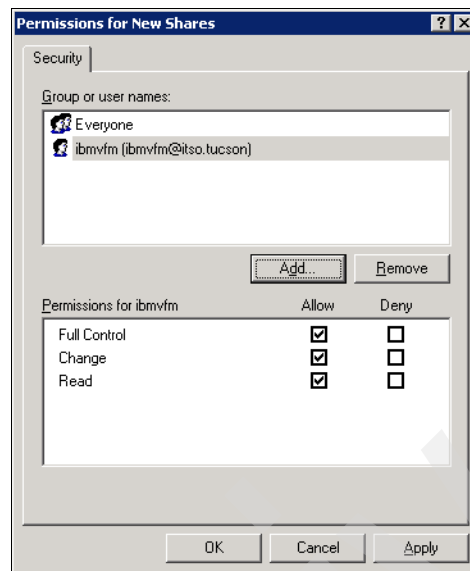 Permissions for New Shares
Security
Group or user names:
Everyone
ibmvfm (ibmvfm@itso.tucson)
Add... Remove
Permissions for ibmvfm Allow Deny
Full Control
Change
Read
OK Cancel Apply